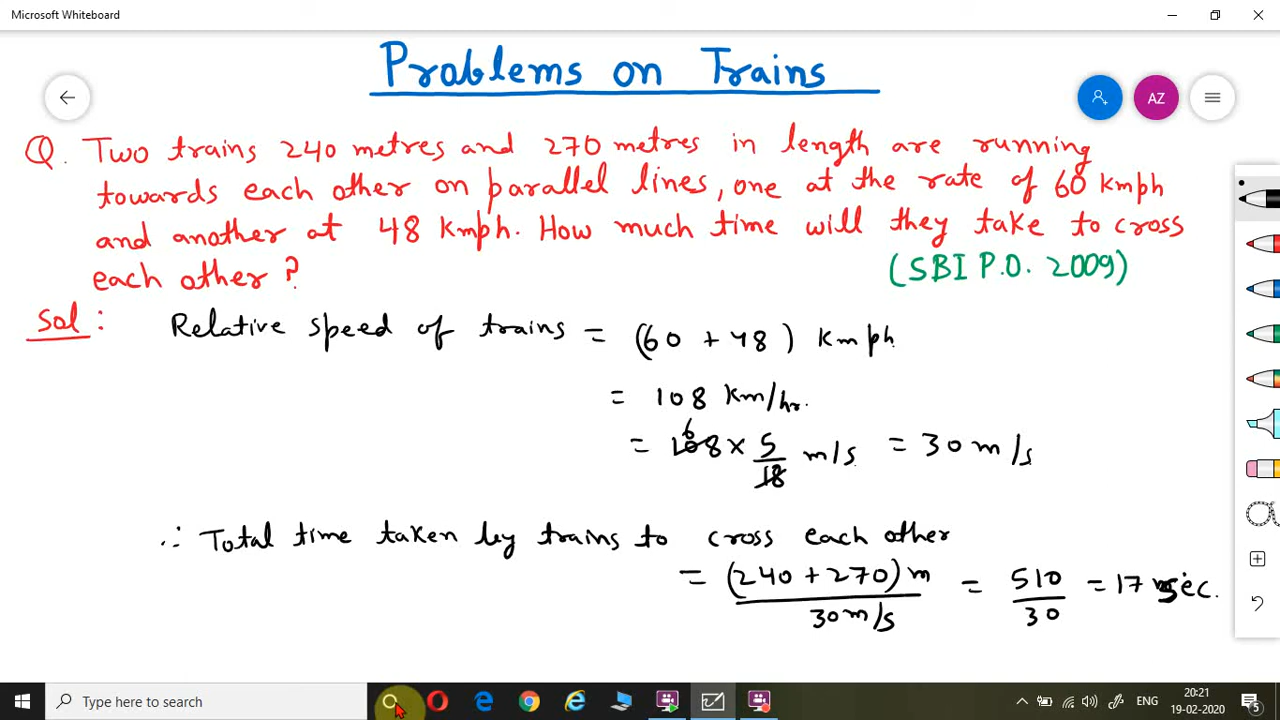 Microsoft Whiteboard
Problems on Trains
AZ
Q. Two trains 240 metres and 270 metres in length are running
towards each other on parallel lines, one at the rate of 60 kmph
and another at 48 kmph. How much time will they take to cross
each other ?
(SBI P.O. 2009)
Sol :
Relative speed of trains = (60 + 48) Kmph
= 108 km/hr.
= 108 × 5/18 m/s = 30 m/s
6
∴ Total time taken by trains to cross each other
= (240 + 270) m / 30 m/s = 510/30 = 17 sec.
Type here to search
ENG
20:21
19-02-2020
5